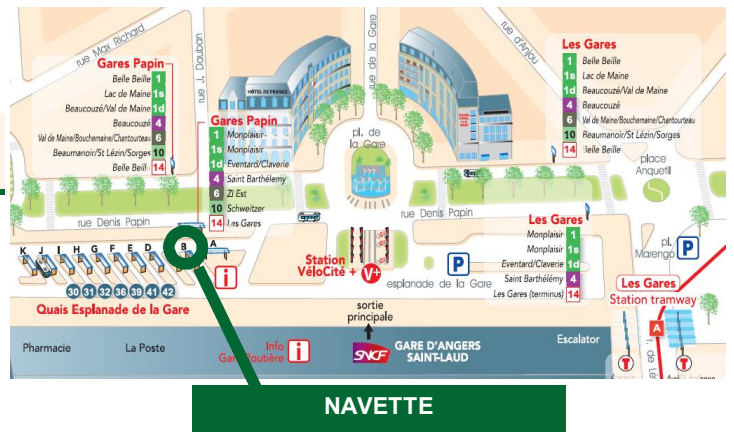 rue Max Richard
rue J. Dauban
rue de la Gare
rue d'Anjou
Gares Papin
Belle Beille 1
Lac de Maine 1s
Beaucouzé/Val de Maine 1d
Beaucouzé 4
Val de Maine/Bouchemaine/Chantourteau 6
Beaumanoir/St Lézin/Sorges 10
Belle Beill 14
HÔTEL DE FRANCE
Gares Papin
1 Monplaisir
1s Monplaisir
1d Eventard/Claverie
4 Saint Barthélemy
6 ZI Est
10 Schweitzer
14 Les Gares
pl. de
la Gare
Les Gares
1 Belle Beille
1s Lac de Maine
1d Beaucouzé/Val de Maine
4 Beaucouzé
6 Val de Maine/Bouchemaine/Chantourteau
10 Beaumanoir/St Lézin/Sorges
14 Belle Beille
place
Anquetil
rue Denis Papin
rue Denis Papin
Les Gares
Monplaisir 1
Monplaisir 1s
Eventard/Claverie 1d
Saint Barthélémy 4
Les Gares (terminus) 14
pl.
Marengo
P
K J I H G F E D B A
30 31 32 36 39 41 42
Quais Esplanade de la Gare
i
Station
VéloCité + V+
P
esplanade de la Gare
Les Gares
Station tramway
A
T T
sortie
principale
Pharmacie
La Poste
Info
Gare Routière i
SNCF
GARE D'ANGERS
SAINT-LAUD
Escalator
NAVETTE